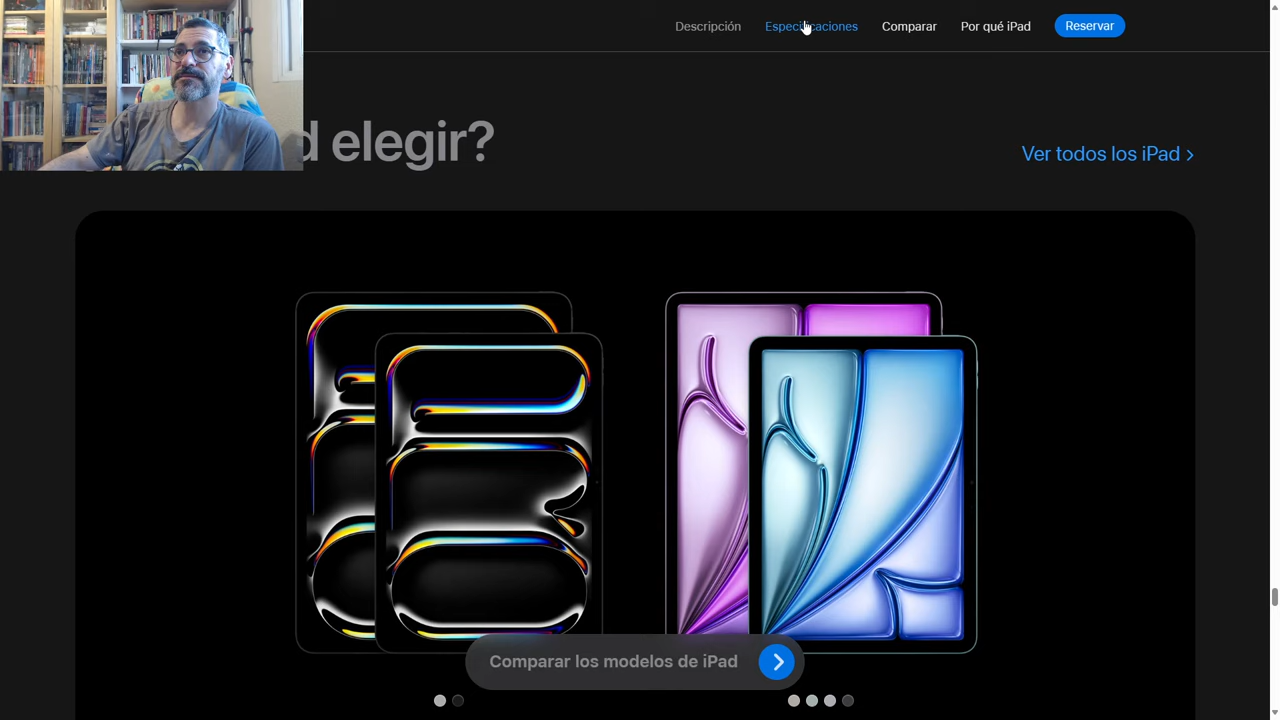 Descripción
Especificaciones
Comparar
Por qué iPad
Reservar
d elegir?
Ver todos los iPad
Comparar los modelos de iPad